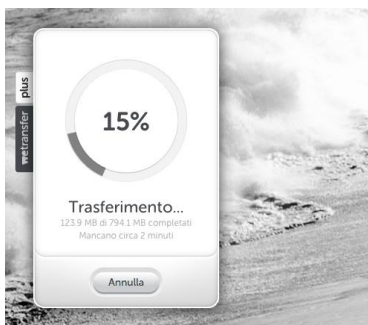 plus
wetransfer
15%
Trasferimento...
123.9 MB di 794.1 MB completati
Mancano circa 2 minuti
Annulla